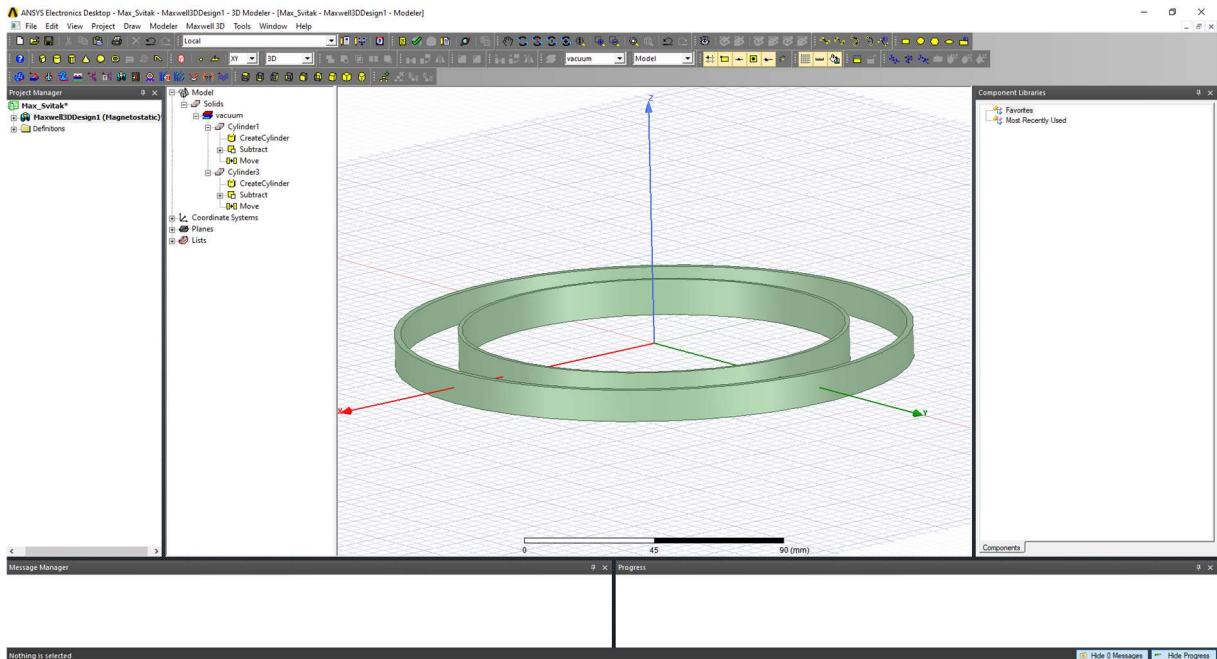 ANSYS Electronics Desktop - Max_Svitak - Maxwell3DDesign1 - 3D Modeler - [Max_Svitak - Maxwell3DDesign1 - Modeler]
File Edit View Project Draw Modeler Maxwell 3D Tools Window Help
Local
XY 3D vacuum Model
Project Manager
Max_Svitak*
Maxwell3DDesign1 (Magnetostatic)
Definitions
Model
Solids
vacuum
Cylinder1
CreateCylinder
Subtract
Move
Cylinder3
CreateCylinder
Subtract
Move
Coordinate Systems
Planes
Lists
Z
X
Y
0 45 90 (mm)
Component Libraries
Favorites
Most Recently Used
Components
Message Manager
Progress
Nothing is selected
Hide 0 Messages Hide Progress